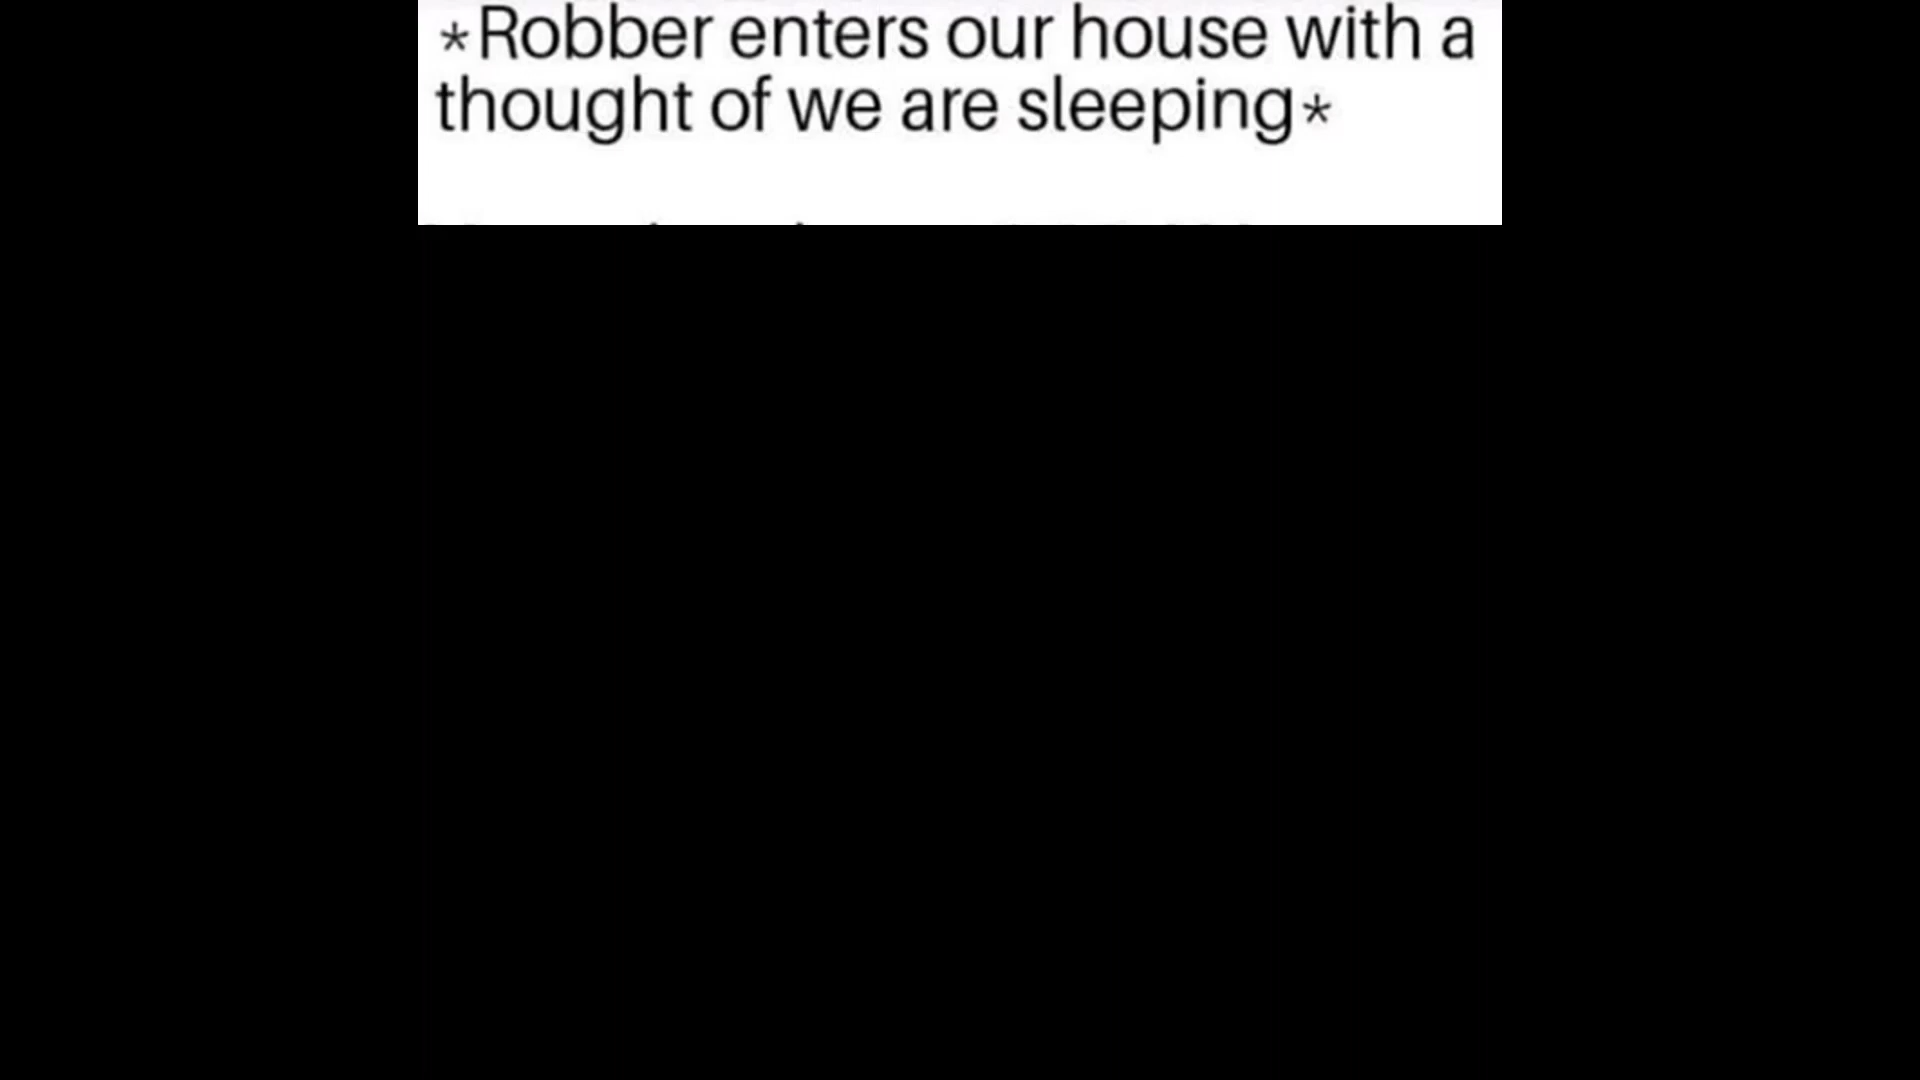 *Robber enters our house with a
thought of we are sleeping*